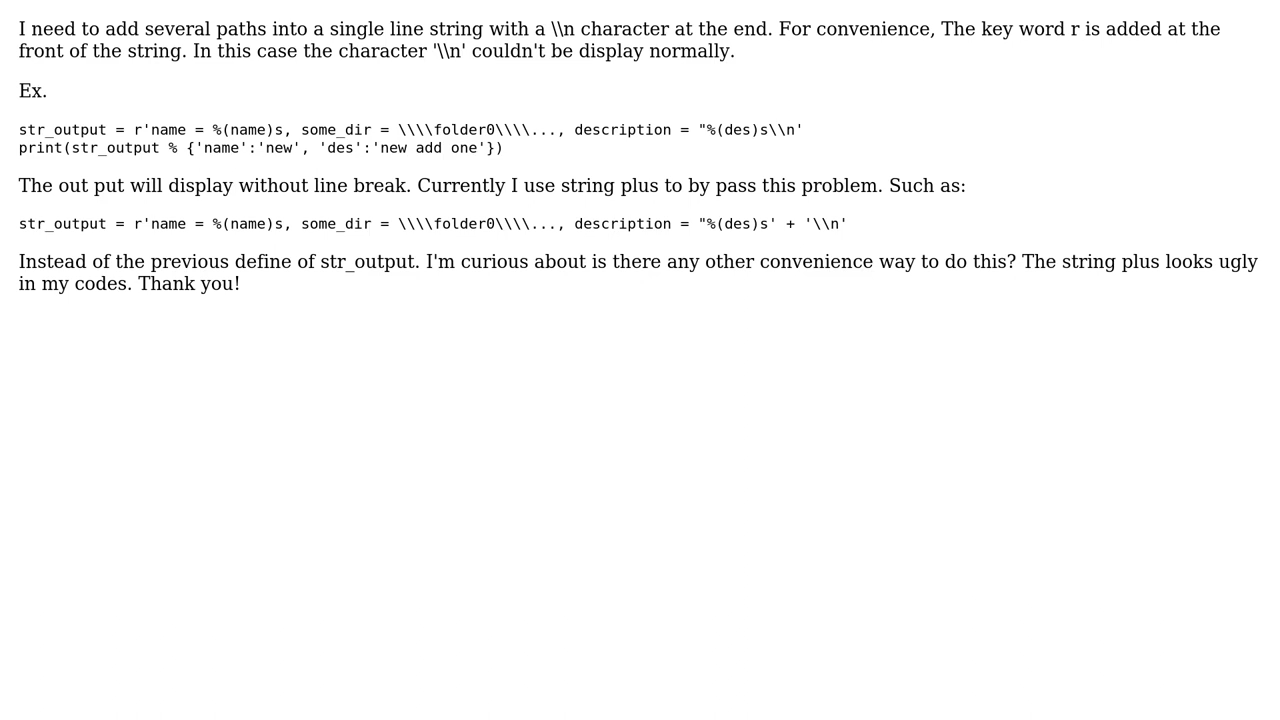 I need to add several paths into a single line string with a \\n character at the end. For convenience, The key word r is added at the
front of the string. In this case the character '\\n' couldn't be display normally.
Ex.
str_output = r'name = %(name)s, some_dir = \\\\folder0\\\\..., description = "%(des)s\\n'
print(str_output % {'name':'new', 'des':'new add one'})
The out put will display without line break. Currently I use string plus to by pass this problem. Such as:
str_output = r'name = %(name)s, some_dir = \\\\folder0\\\\..., description = "%(des)s' + '\\n'
Instead of the previous define of str_output. I'm curious about is there any other convenience way to do this? The string plus looks ugly
in my codes. Thank you!